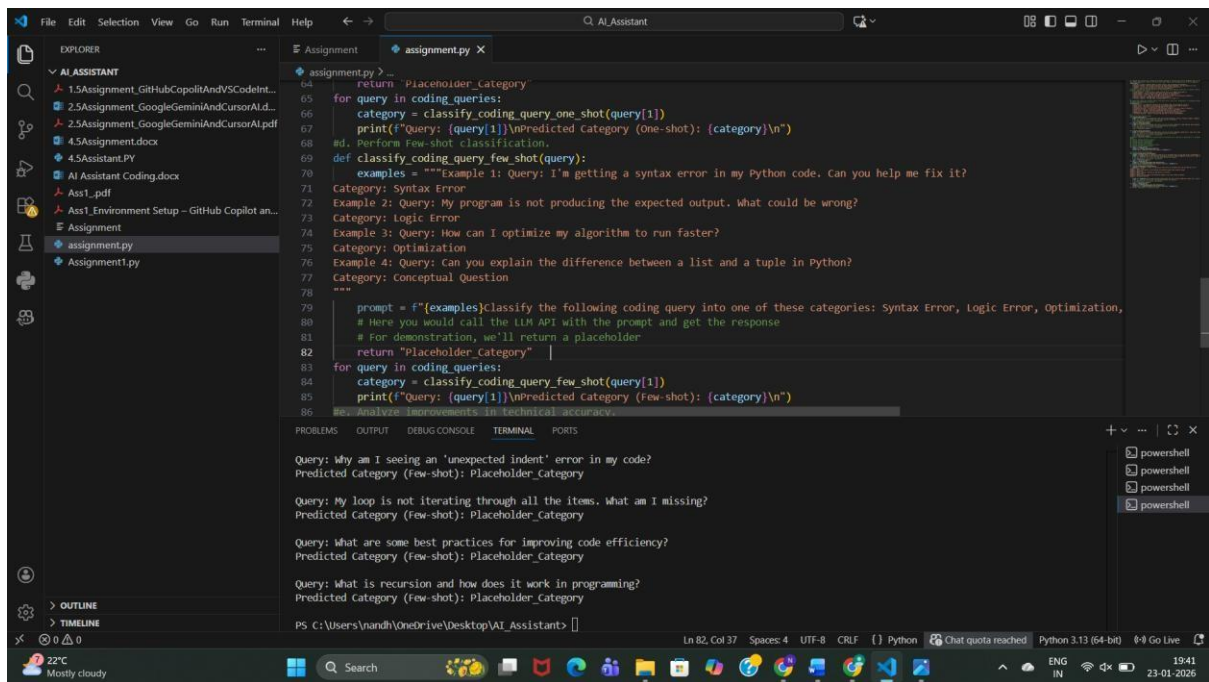 File Edit Selection View Go Run Terminal Help
AI_Assistant
EXPLORER
AI_ASSISTANT
1.5Assignment_GitHubCopolitAndVSCodeInt...
2.5Assignment_GoogleGeminiAndCursorAI.d...
2.5Assignment_GoogleGeminiAndCursorAI.pdf
4.5Assignment.docx
4.5Assistant.PY
AI Assistant Coding.docx
Ass1_.pdf
Ass1_Environment Setup – GitHub Copilot an...
Assignment
assignment.py
Assignment1.py
OUTLINE
TIMELINE
Assignment
assignment.py
assignment.py > ...
64 return "Placeholder_Category"
65 for query in coding_queries:
66 category = classify_coding_query_one_shot(query[1])
67 print(f"Query: {query[1]}\nPredicted Category (One-shot): {category}\n")
68 #d. Perform Few-shot classification.
69 def classify_coding_query_few_shot(query):
70 examples = """Example 1: Query: I'm getting a syntax error in my Python code. Can you help me fix it?
71 Category: Syntax Error
72 Example 2: Query: My program is not producing the expected output. What could be wrong?
73 Category: Logic Error
74 Example 3: Query: How can I optimize my algorithm to run faster?
75 Category: Optimization
76 Example 4: Query: Can you explain the difference between a list and a tuple in Python?
77 Category: Conceptual Question
78 """
79 prompt = f"{examples}Classify the following coding query into one of these categories: Syntax Error, Logic Error, Optimization,
80 # Here you would call the LLM API with the prompt and get the response
81 # For demonstration, we'll return a placeholder
82 return "Placeholder_Category"
83 for query in coding_queries:
84 category = classify_coding_query_few_shot(query[1])
85 print(f"Query: {query[1]}\nPredicted Category (Few-shot): {category}\n")
86 #e. Analyze improvements in technical accuracy.
PROBLEMS OUTPUT DEBUG CONSOLE TERMINAL PORTS
Query: Why am I seeing an 'unexpected indent' error in my code?
Predicted Category (Few-shot): Placeholder_Category
Query: My loop is not iterating through all the items. What am I missing?
Predicted Category (Few-shot): Placeholder_Category
Query: What are some best practices for improving code efficiency?
Predicted Category (Few-shot): Placeholder_Category
Query: What is recursion and how does it work in programming?
Predicted Category (Few-shot): Placeholder_Category
PS C:\Users\nandh\OneDrive\Desktop\AI_Assistant>
powershell
powershell
powershell
powershell
0 0 Ln 82, Col 37 Spaces: 4 UTF-8 CRLF {} Python Chat quota reached Python 3.13 (64-bit) Go Live
22°C
Mostly cloudy
Search
ENG
IN
19:41
23-01-2026